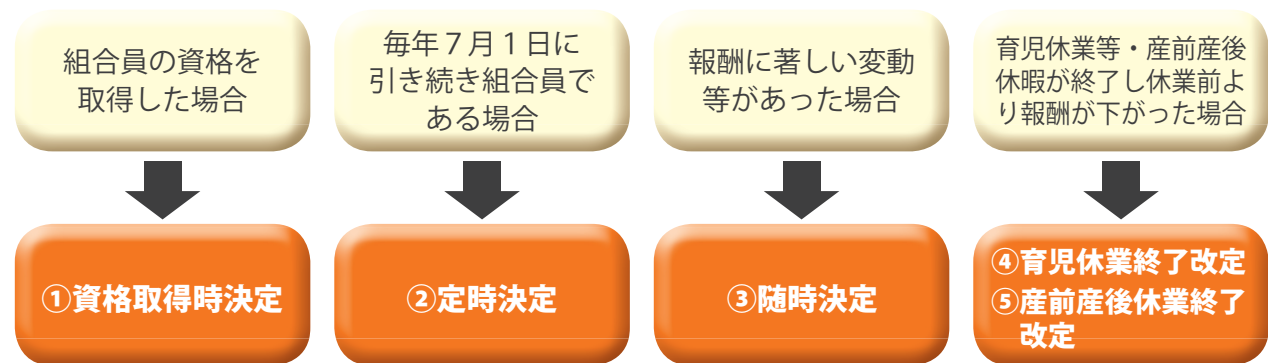 組合員の資格を
取得した場合
毎年７月１日に
引き続き組合員で
ある場合
報酬に著しい変動
等があった場合
育児休業等・産前産後
休暇が終了し休業前よ
り報酬が下がった場合
①資格取得時決定
②定時決定
③随時決定
④育児休業終了改定
⑤産前産後休業終了
改定